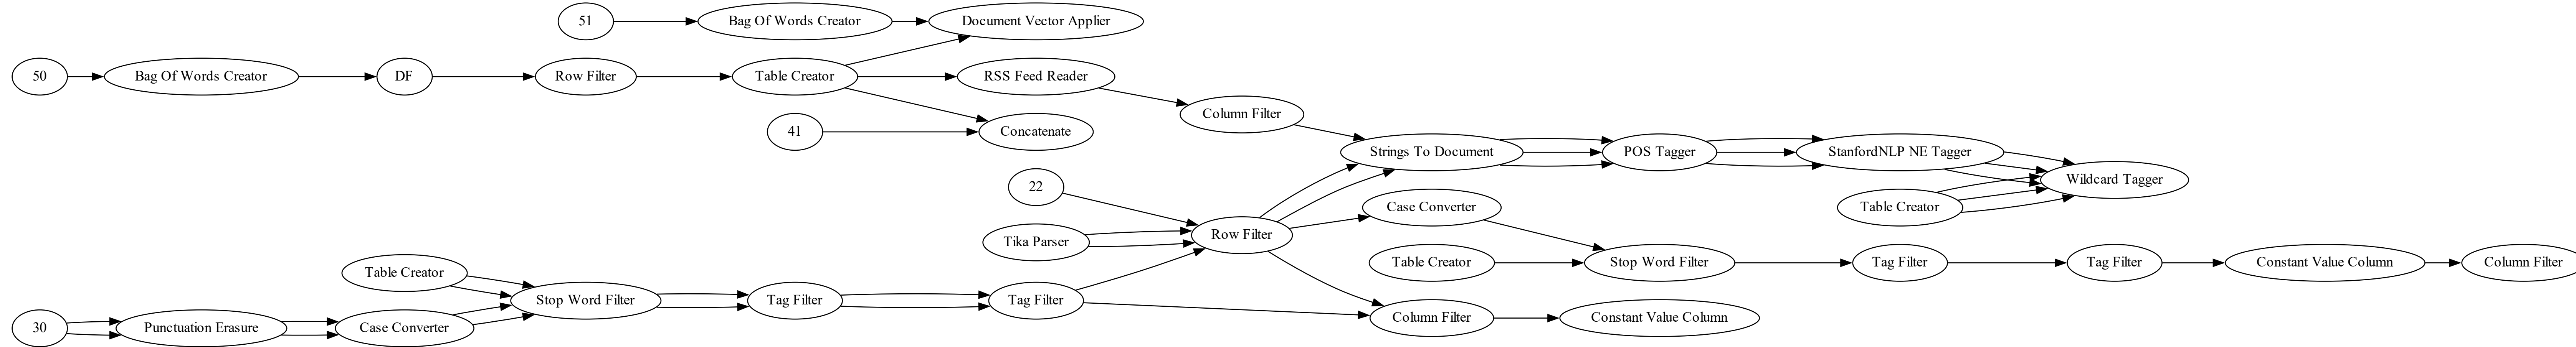 51
Bag Of Words Creator
Document Vector Applier
50
Bag Of Words Creator
DF
Row Filter
Table Creator
RSS Feed Reader
Column Filter
41
Concatenate
Strings To Document
POS Tagger
StanfordNLP NE Tagger
Wildcard Tagger
22
Case Converter
Table Creator
Tika Parser
Row Filter
Table Creator
Stop Word Filter
Tag Filter
Tag Filter
Constant Value Column
Column Filter
Table Creator
Stop Word Filter
Tag Filter
Tag Filter
30
Punctuation Erasure
Case Converter
Column Filter
Constant Value Column